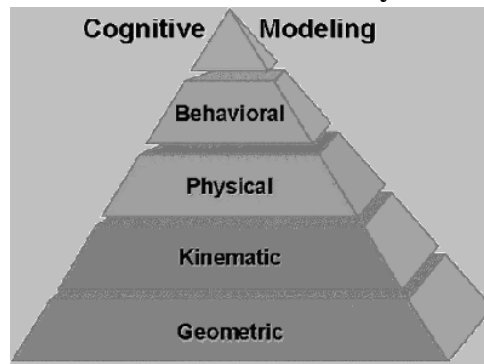 Cognitive Modeling
Behavioral
Physical
Kinematic
Geometric